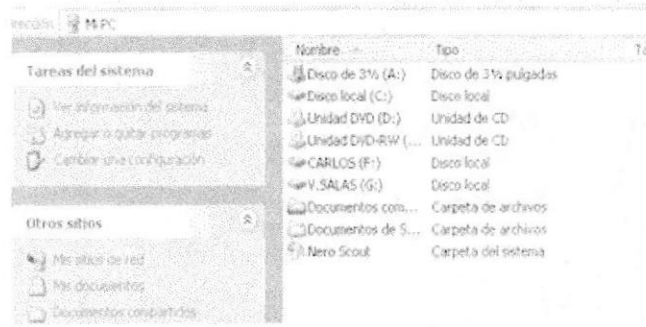 Dirección Mi PC
Tareas del sistema
Ver información del sistema
Agregar o quitar programas
Cambiar una configuración
Otros sitios
Mis sitios de red
Mis documentos
Documentos compartidos
Nombre Tipo Ta
Disco de 3½ (A:) Disco de 3½ pulgadas
Disco local (C:) Disco local
Unidad DVD (D:) Unidad de CD
Unidad DVD-RW (... Unidad de CD
CARLOS (F:) Disco local
V.SALAS (G:) Disco local
Documentos com... Carpeta de archivos
Documentos de S... Carpeta de archivos
Nero Scout Carpeta del sistema